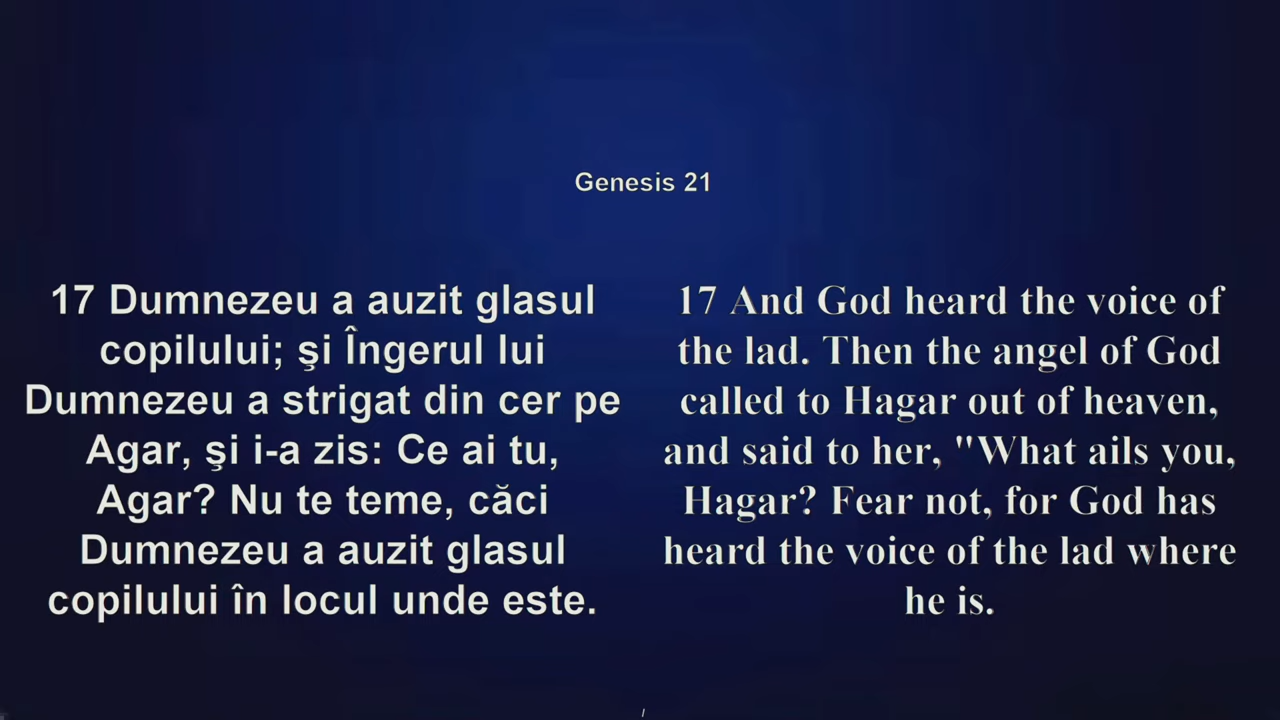 Genesis 21
17 Dumnezeu a auzit glasul
copilului; şi Îngerul lui
Dumnezeu a strigat din cer pe
Agar, şi i-a zis: Ce ai tu,
Agar? Nu te teme, căci
Dumnezeu a auzit glasul
copilului în locul unde este.
17 And God heard the voice of
the lad. Then the angel of God
called to Hagar out of heaven,
and said to her, "What ails you,
Hagar? Fear not, for God has
heard the voice of the lad where
he is.
/